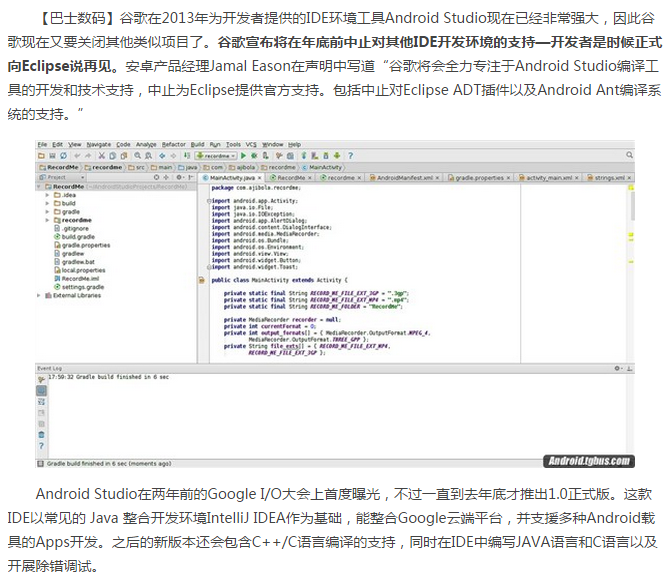 【巴士数码】谷歌在2013年为开发者提供的IDE环境工具Android Studio现在已经非常强大，因此谷
歌现在又要关闭其他类似项目了。谷歌宣布将在年底前中止对其他IDE开发环境的支持—开发者是时候正式
向Eclipse说再见。安卓产品经理Jamal Eason在声明中写道“谷歌将会全力专注于Android Studio编译工
具的开发和技术支持，中止为Eclipse提供官方支持。包括中止对Eclipse ADT插件以及Android Ant编译系
统的支持。”
File Edit View Navigate Code Analyze Refactor Build Run Tools VCS Window Help
recordme
RecordMe recordme src main java com ajibola recordme MainActivity
Project
MainActivity.java RecordMe recordme AndroidManifest.xml gradle.properties activity_main.xml strings.xml
RecordMe (~/AndroidStudioProjects/RecordMe)
.idea
build
gradle
recordme
.gitignore
build.gradle
gradle.properties
gradlew
gradlew.bat
local.properties
RecordMe.iml
settings.gradle
External Libraries
package com.ajibola.recordme;
import android.app.Activity;
import java.io.File;
import java.io.IOException;
import android.app.AlertDialog;
import android.content.DialogInterface;
import android.media.MediaRecorder;
import android.os.Bundle;
import android.os.Environment;
import android.view.View;
import android.widget.Button;
import android.widget.Toast;
public class MainActivity extends Activity {
private static final String RECORD_ME_FILE_EXT_3GP = ".3gp";
private static final String RECORD_ME_FILE_EXT_MP4 = ".mp4";
private static final String RECORD_ME_FOLDER = "RecordMe";
private MediaRecorder recorder = null;
private int currentFormat = 0;
private int output_formats[] = { MediaRecorder.OutputFormat.MPEG_4,
MediaRecorder.OutputFormat.THREE_GPP };
private String file_exts[] = { RECORD_ME_FILE_EXT_MP4,
RECORD_ME_FILE_EXT_3GP };
Event Log
17:59:32 Gradle build finished in 6 sec
Gradle build finished in 6 sec (moments ago)
Android.tgbus.com
Android Studio在两年前的Google I/O大会上首度曝光，不过一直到去年底才推出1.0正式版。这款
IDE以常见的 Java 整合开发环境IntelliJ IDEA作为基础，能整合Google云端平台，并支援多种Android载
具的Apps开发。之后的新版本还会包含C++/C语言编译的支持，同时在IDE中编写JAVA语言和C语言以及
开展除错调试。